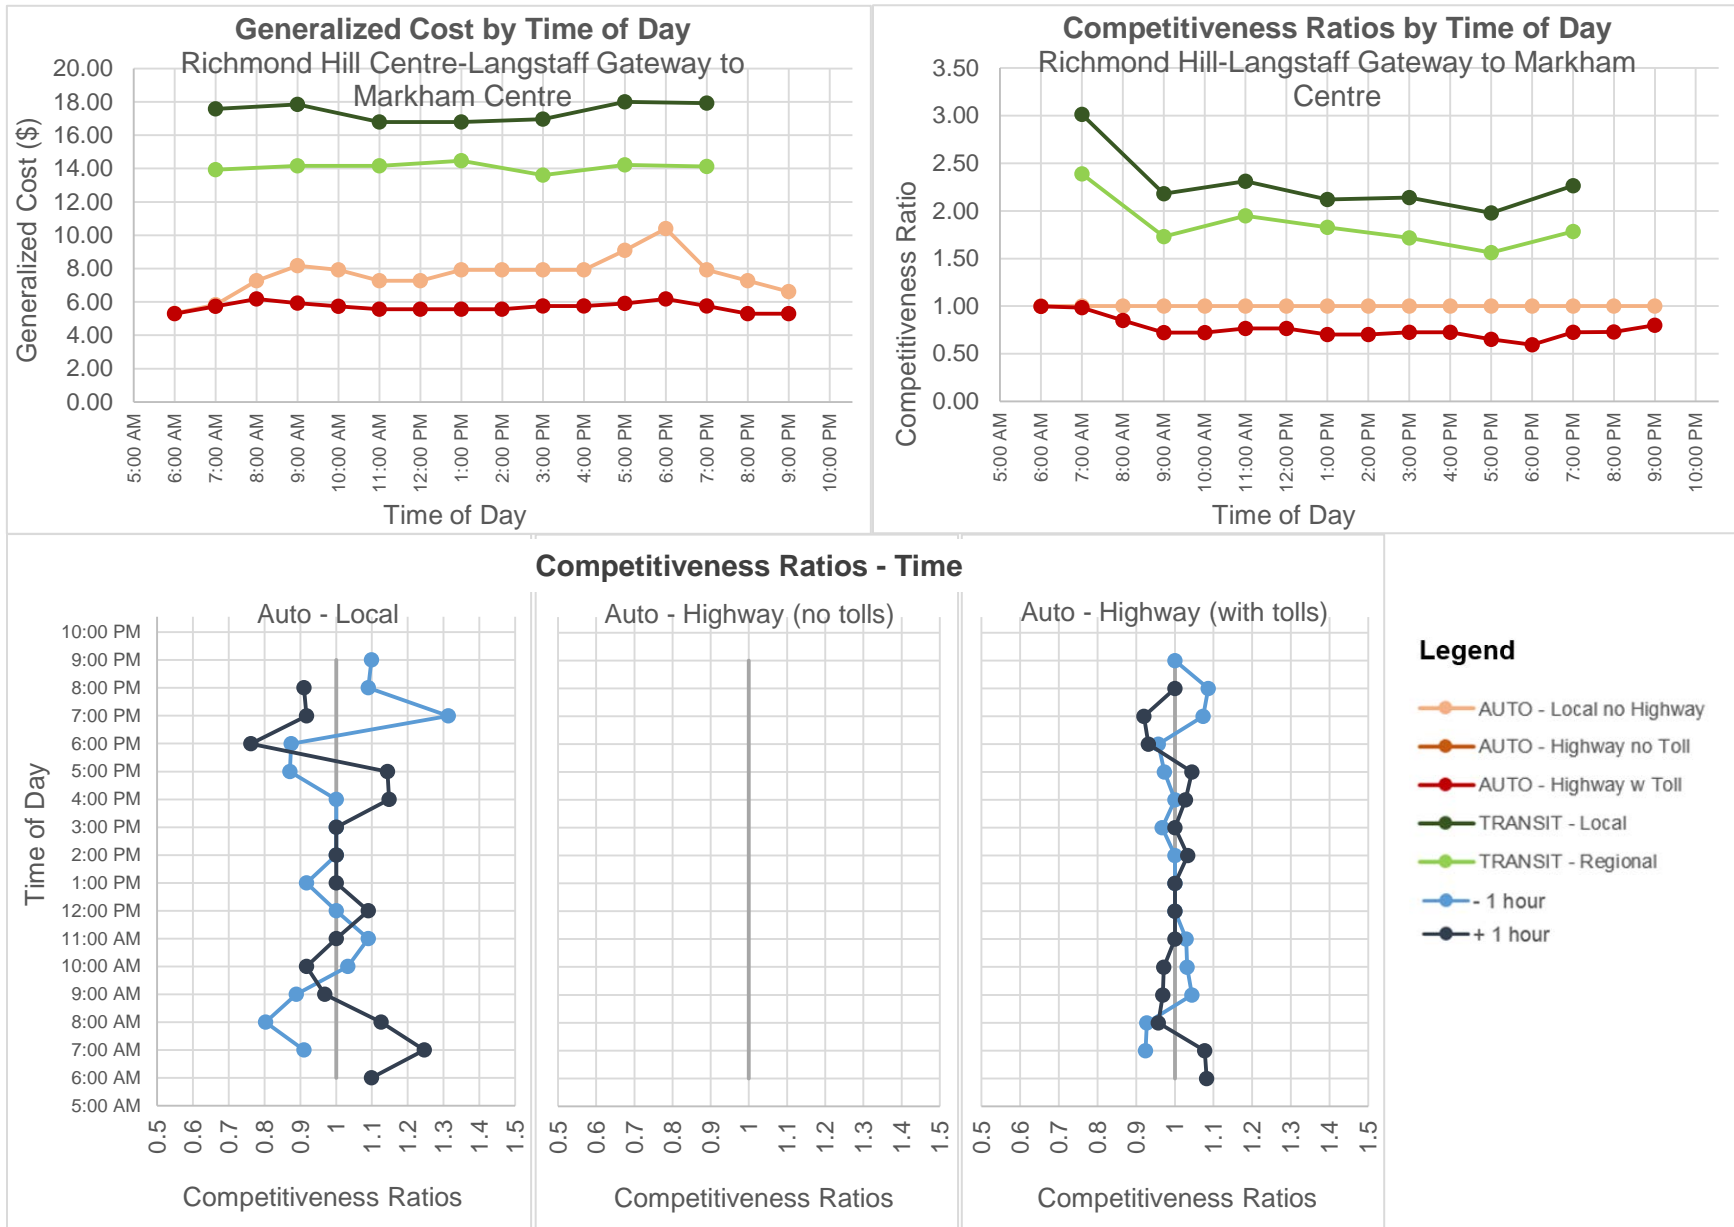 Generalized Cost by Time of Day
Richmond Hill Centre-Langstaff Gateway to
Markham Centre
Generalized Cost ($)
20.00
18.00
16.00
14.00
12.00
10.00
8.00
6.00
4.00
2.00
0.00
5:00 AM
6:00 AM
7:00 AM
8:00 AM
9:00 AM
10:00 AM
11:00 AM
12:00 PM
1:00 PM
2:00 PM
3:00 PM
4:00 PM
5:00 PM
6:00 PM
7:00 PM
8:00 PM
9:00 PM
10:00 PM
Time of Day
Competitiveness Ratios by Time of Day
Richmond Hill-Langstaff Gateway to Markham
Centre
Competitiveness Ratio
3.50
3.00
2.50
2.00
1.50
1.00
0.50
0.00
5:00 AM
6:00 AM
7:00 AM
8:00 AM
9:00 AM
10:00 AM
11:00 AM
12:00 PM
1:00 PM
2:00 PM
3:00 PM
4:00 PM
5:00 PM
6:00 PM
7:00 PM
8:00 PM
9:00 PM
10:00 PM
Time of Day
Competitiveness Ratios - Time
Auto - Local
Time of Day
10:00 PM
9:00 PM
8:00 PM
7:00 PM
6:00 PM
5:00 PM
4:00 PM
3:00 PM
2:00 PM
1:00 PM
12:00 PM
11:00 AM
10:00 AM
9:00 AM
8:00 AM
7:00 AM
6:00 AM
5:00 AM
0.5
0.6
0.7
0.8
0.9
1
1.1
1.2
1.3
1.4
1.5
Competitiveness Ratios
Auto - Highway (no tolls)
0.5
0.6
0.7
0.8
0.9
1
1.1
1.2
1.3
1.4
1.5
Competitiveness Ratios
Auto - Highway (with tolls)
0.5
0.6
0.7
0.8
0.9
1
1.1
1.2
1.3
1.4
1.5
Competitiveness Ratios
Legend
AUTO - Local no Highway
AUTO - Highway no Toll
AUTO - Highway w Toll
TRANSIT - Local
TRANSIT - Regional
- 1 hour
+ 1 hour